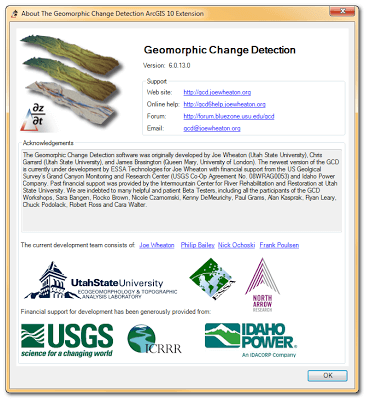 About The Geomorphic Change Detection ArcGIS 10 Extension
Geomorphic Change Detection
Version: 6.0.13.0
Support
Web site: http://gcd.joewheaton.org
Online help: http://gcd6help.joewheaton.org
Forum: http://forum.bluezone.usu.edu/gcd
Email: gcd@joewheaton.org
∂z
∂t
Acknowledgements
The Geomorphic Change Detection software was originally developed by Joe Wheaton (Utah State University), Chris
Garrard (Utah State University), and James Brasington (Queen Mary, University of London). The newest version of the GCD
is currently under development by ESSA Technologies for Joe Wheaton with financial support from the US Geolgical
Survey's Grand Canyon Monitoring and Research Center (USGS Co-Op Agreement No. 08WRAG0053) and Idaho Power
Company. Past financial support was provided by the Intermountain Center for River Rehabilitation and Restoration at Utah
State University. We are indebted to many helpful and patient Beta Testers, including all the participants of the GCD
Workshops, Sara Bangen, Rocko Brown, Nicole Czarnomski, Kenny DeMeurichy, Paul Grams, Alan Kasprak, Ryan Leary,
Chuck Podolack, Robert Ross and Cara Walter.
The current development team consists of: Joe Wheaton Philip Bailey Nick Ochoski Frank Poulsen
UtahStateUniversity
ECOGEOMORPHOLOGY & TOPOGRAPHIC
ANALYSIS LABORATORY
NORTH
ARROW
RESEARCH
Financial support for development has been generously provided from:
USGS
science for a changing world
ICRRR
IDAHO
POWER
An IDACORP Company
OK